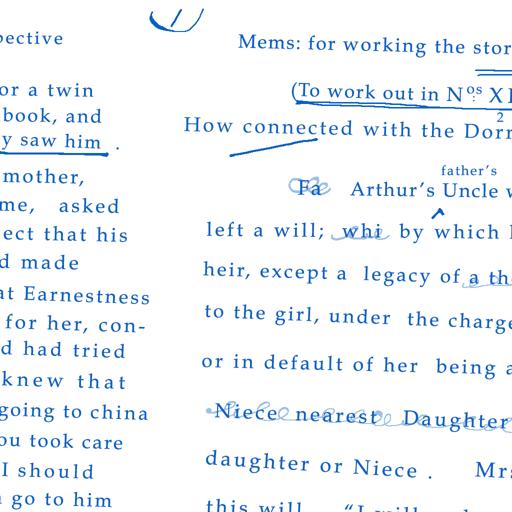 pective
or a twin
book, and
y saw him .
mother,
me, asked
ect that his
d made
at Earnestness
for her, con-
d had tried
knew that
going to china
ou took care
I should
go to him
Mems: for working the stor
(To work out in Nos XI
2
How connected with the Dorr
father's
Fa Arthur's Uncle w
left a will; whi by which h
heir, except a legacy of a th
to the girl, under the charge
or in default of her being a
Niece nearest Daughter
daughter or Niece . Mrs
this will "I will